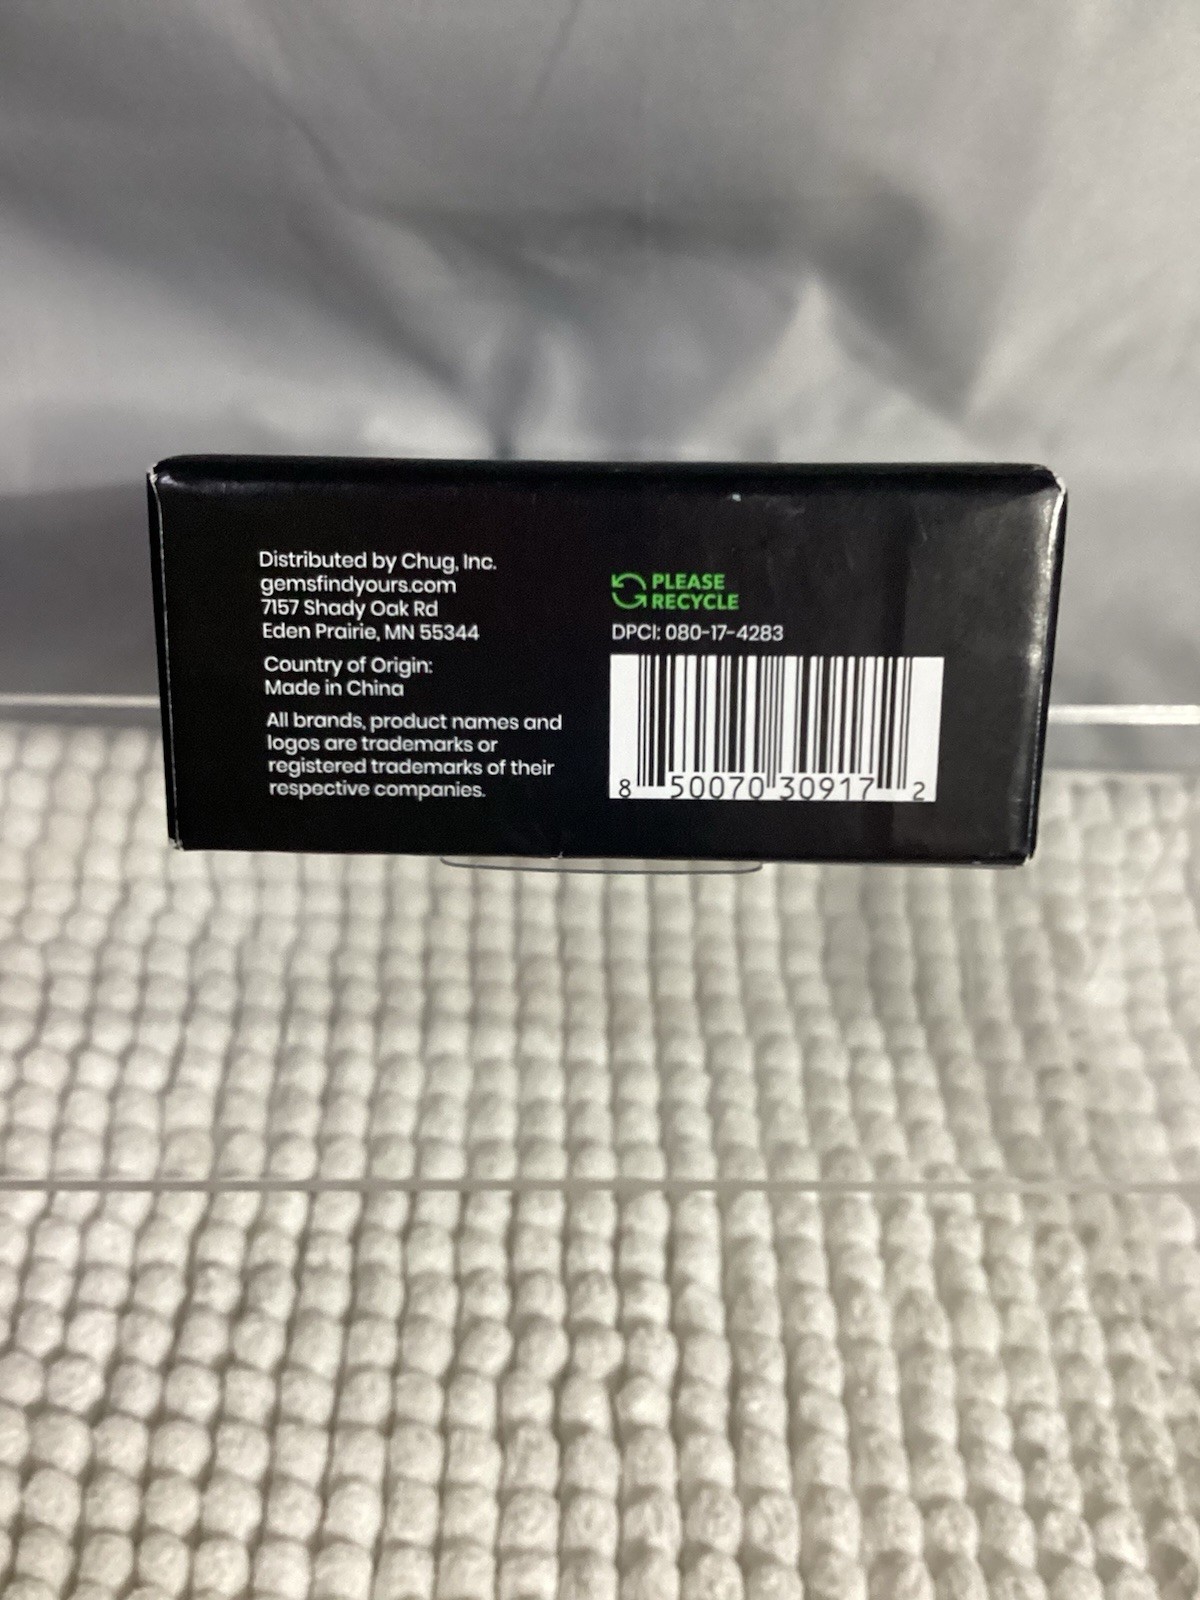 Distributed by Chug, Inc.
gemsfindyours.com
7157 Shady Oak Rd
Eden Prairie, MN 55344
Country of Origin:
Made in China
All brands, product names and
logos are trademarks or
registered trademarks of their
respective companies.
PLEASE
RECYCLE
DPCI: 080-17-4283
8 50070 30917 2